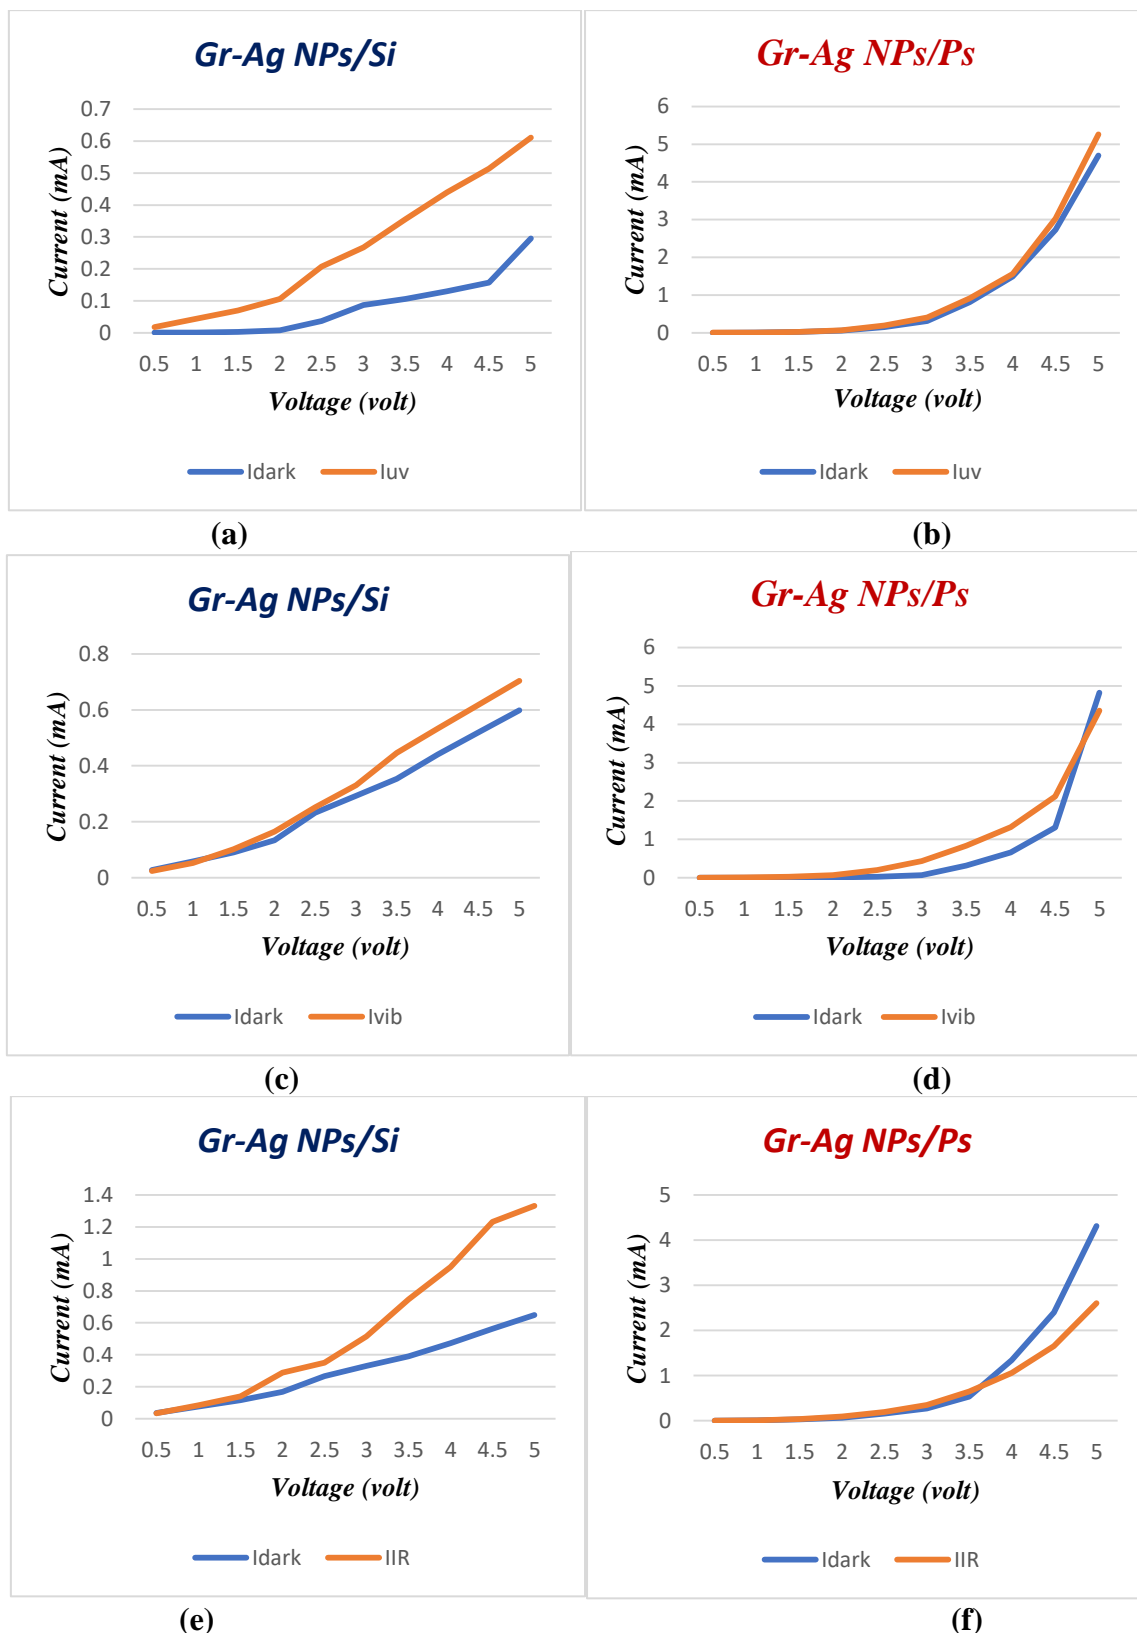 Gr-Ag NPs/Si
Current (mA)
0.7
0.6
0.5
0.4
0.3
0.2
0.1
0
0.5 1 1.5 2 2.5 3 3.5 4 4.5 5
Voltage (volt)
Idark Iuv
(a)
Gr-Ag NPs/Ps
Current (mA)
6
5
4
3
2
1
0
0.5 1 1.5 2 2.5 3 3.5 4 4.5 5
Voltage (volt)
Idark Iuv
(b)
Gr-Ag NPs/Si
Current (mA)
0.8
0.6
0.4
0.2
0
0.5 1 1.5 2 2.5 3 3.5 4 4.5 5
Voltage (volt)
Idark Ivib
(c)
Gr-Ag NPs/Ps
Current (mA)
6
5
4
3
2
1
0
0.5 1 1.5 2 2.5 3 3.5 4 4.5 5
Voltage (volt)
Idark Ivib
(d)
Gr-Ag NPs/Si
Current (mA)
1.4
1.2
1
0.8
0.6
0.4
0.2
0
0.5 1 1.5 2 2.5 3 3.5 4 4.5 5
Voltage (volt)
Idark IIR
(e)
Gr-Ag NPs/Ps
Current (mA)
5
4
3
2
1
0
0.5 1 1.5 2 2.5 3 3.5 4 4.5 5
Voltage (volt)
Idark IIR
(f)